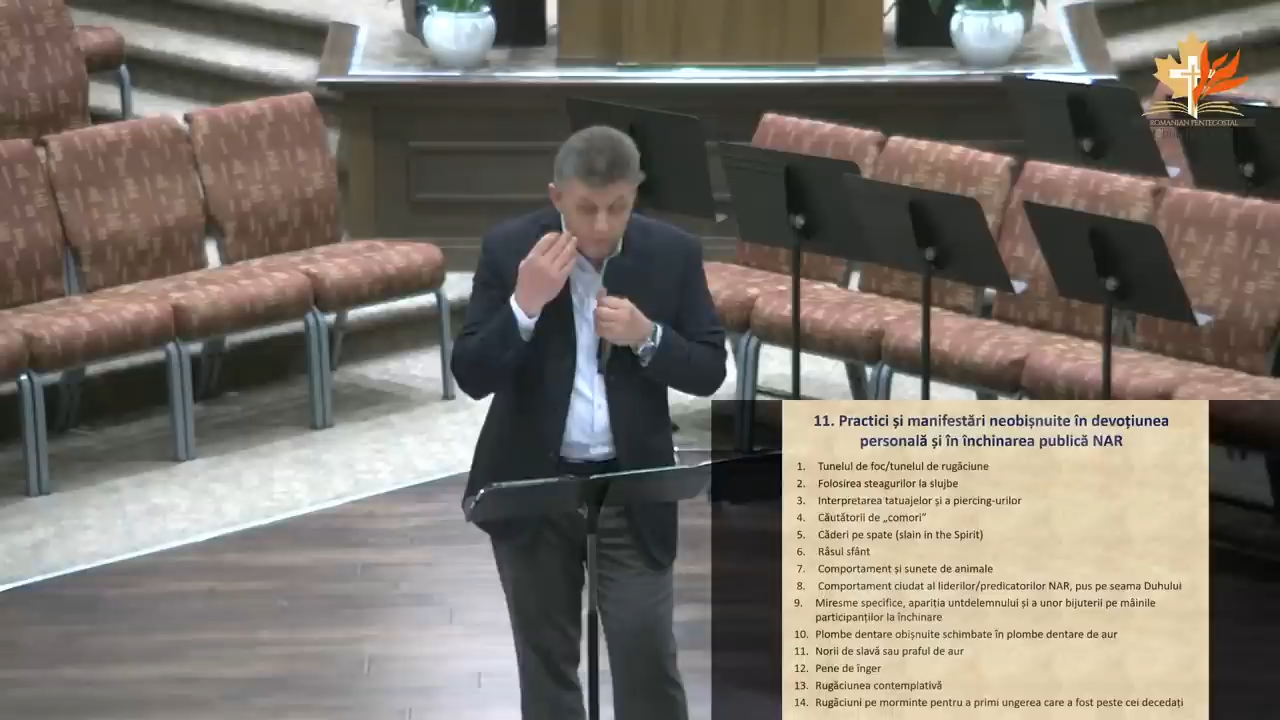 ROMANIAN PENTECOSTAL
11. Practici și manifestări neobișnuite în devoțiunea
personală și în închinarea publică NAR
1. Tunelul de foc/tunelul de rugăciune
2. Folosirea steagurilor la slujbe
3. Interpretarea tatuajelor și a piercing-urilor
4. Căutătorii de „comori”
5. Căderi pe spate (slain in the Spirit)
6. Râsul sfânt
7. Comportament și sunete de animale
8. Comportament ciudat al liderilor/predicatorilor NAR, pus pe seama Duhului
9. Miresme specifice, apariția untdelemnului și a unor bijuterii pe mâinile
participanților la închinare
10. Plombe dentare obișnuite schimbate în plombe dentare de aur
11. Norii de slavă sau praful de aur
12. Pene de înger
13. Rugăciunea contemplativă
14. Rugăciuni pe morminte pentru a primi ungerea care a fost peste cei decedați